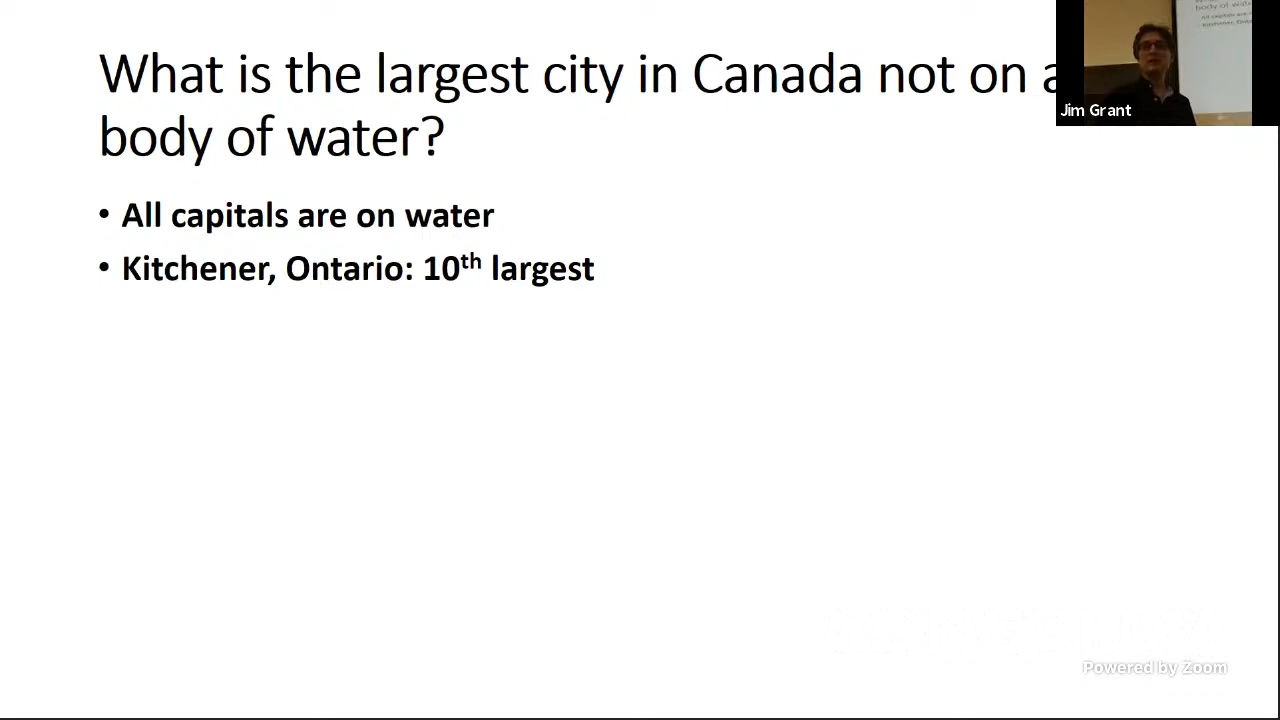 What is the largest city in Canada not on a
body of water?
• All capitals are on water
• Kitchener, Ontario: 10th largest
Jim Grant
Powered by Zoom